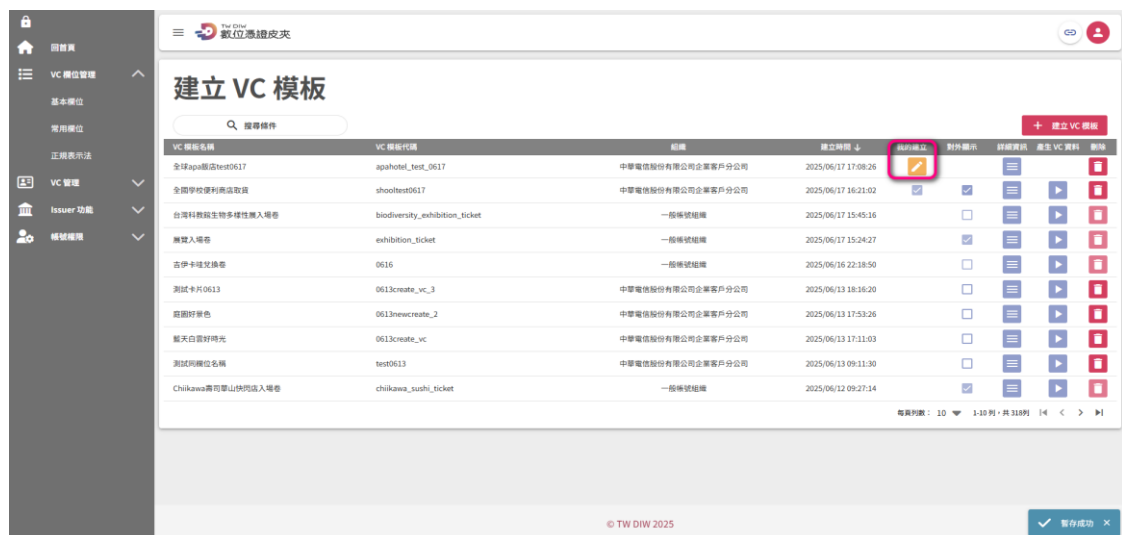 TW DIW
數位憑證皮夾
回首頁
VC 欄位管理
基本欄位
常用欄位
正規表示法
VC 管理
Issuer 功能
帳號權限
建立 VC 模板
搜尋條件
+ 建立 VC 模板
VC 模板名稱 VC 模板代碼 組織 建立時間 ↓ 我的建立 對外顯示 詳細資訊 產生 VC 資料 刪除
全球apa飯店test0617 apahotel_test_0617 中華電信股份有限公司企業客戶分公司 2025/06/17 17:08:26
全國學校便利商店取貨 shooltest0617 中華電信股份有限公司企業客戶分公司 2025/06/17 16:21:02
台灣科教館生物多樣性展入場卷 biodiversity_exhibition_ticket 一般帳號組織 2025/06/17 15:45:16
展覽入場卷 exhibition_ticket 一般帳號組織 2025/06/17 15:24:27
吉伊卡哇兌換卷 0616 一般帳號組織 2025/06/16 22:18:50
測試卡片0613 0613create_vc_3 中華電信股份有限公司企業客戶分公司 2025/06/13 18:16:20
庭園好景色 0613newcreate_2 中華電信股份有限公司企業客戶分公司 2025/06/13 17:53:26
藍天白雲好時光 0613create_vc 中華電信股份有限公司企業客戶分公司 2025/06/13 17:11:03
測試同欄位名稱 test0613 中華電信股份有限公司企業客戶分公司 2025/06/13 09:11:30
Chiikawa壽司華山快閃店入場卷 chiikawa_sushi_ticket 一般帳號組織 2025/06/12 09:27:14
每頁列數： 10 1-10 列，共 318列
© TW DIW 2025
暫存成功 ×